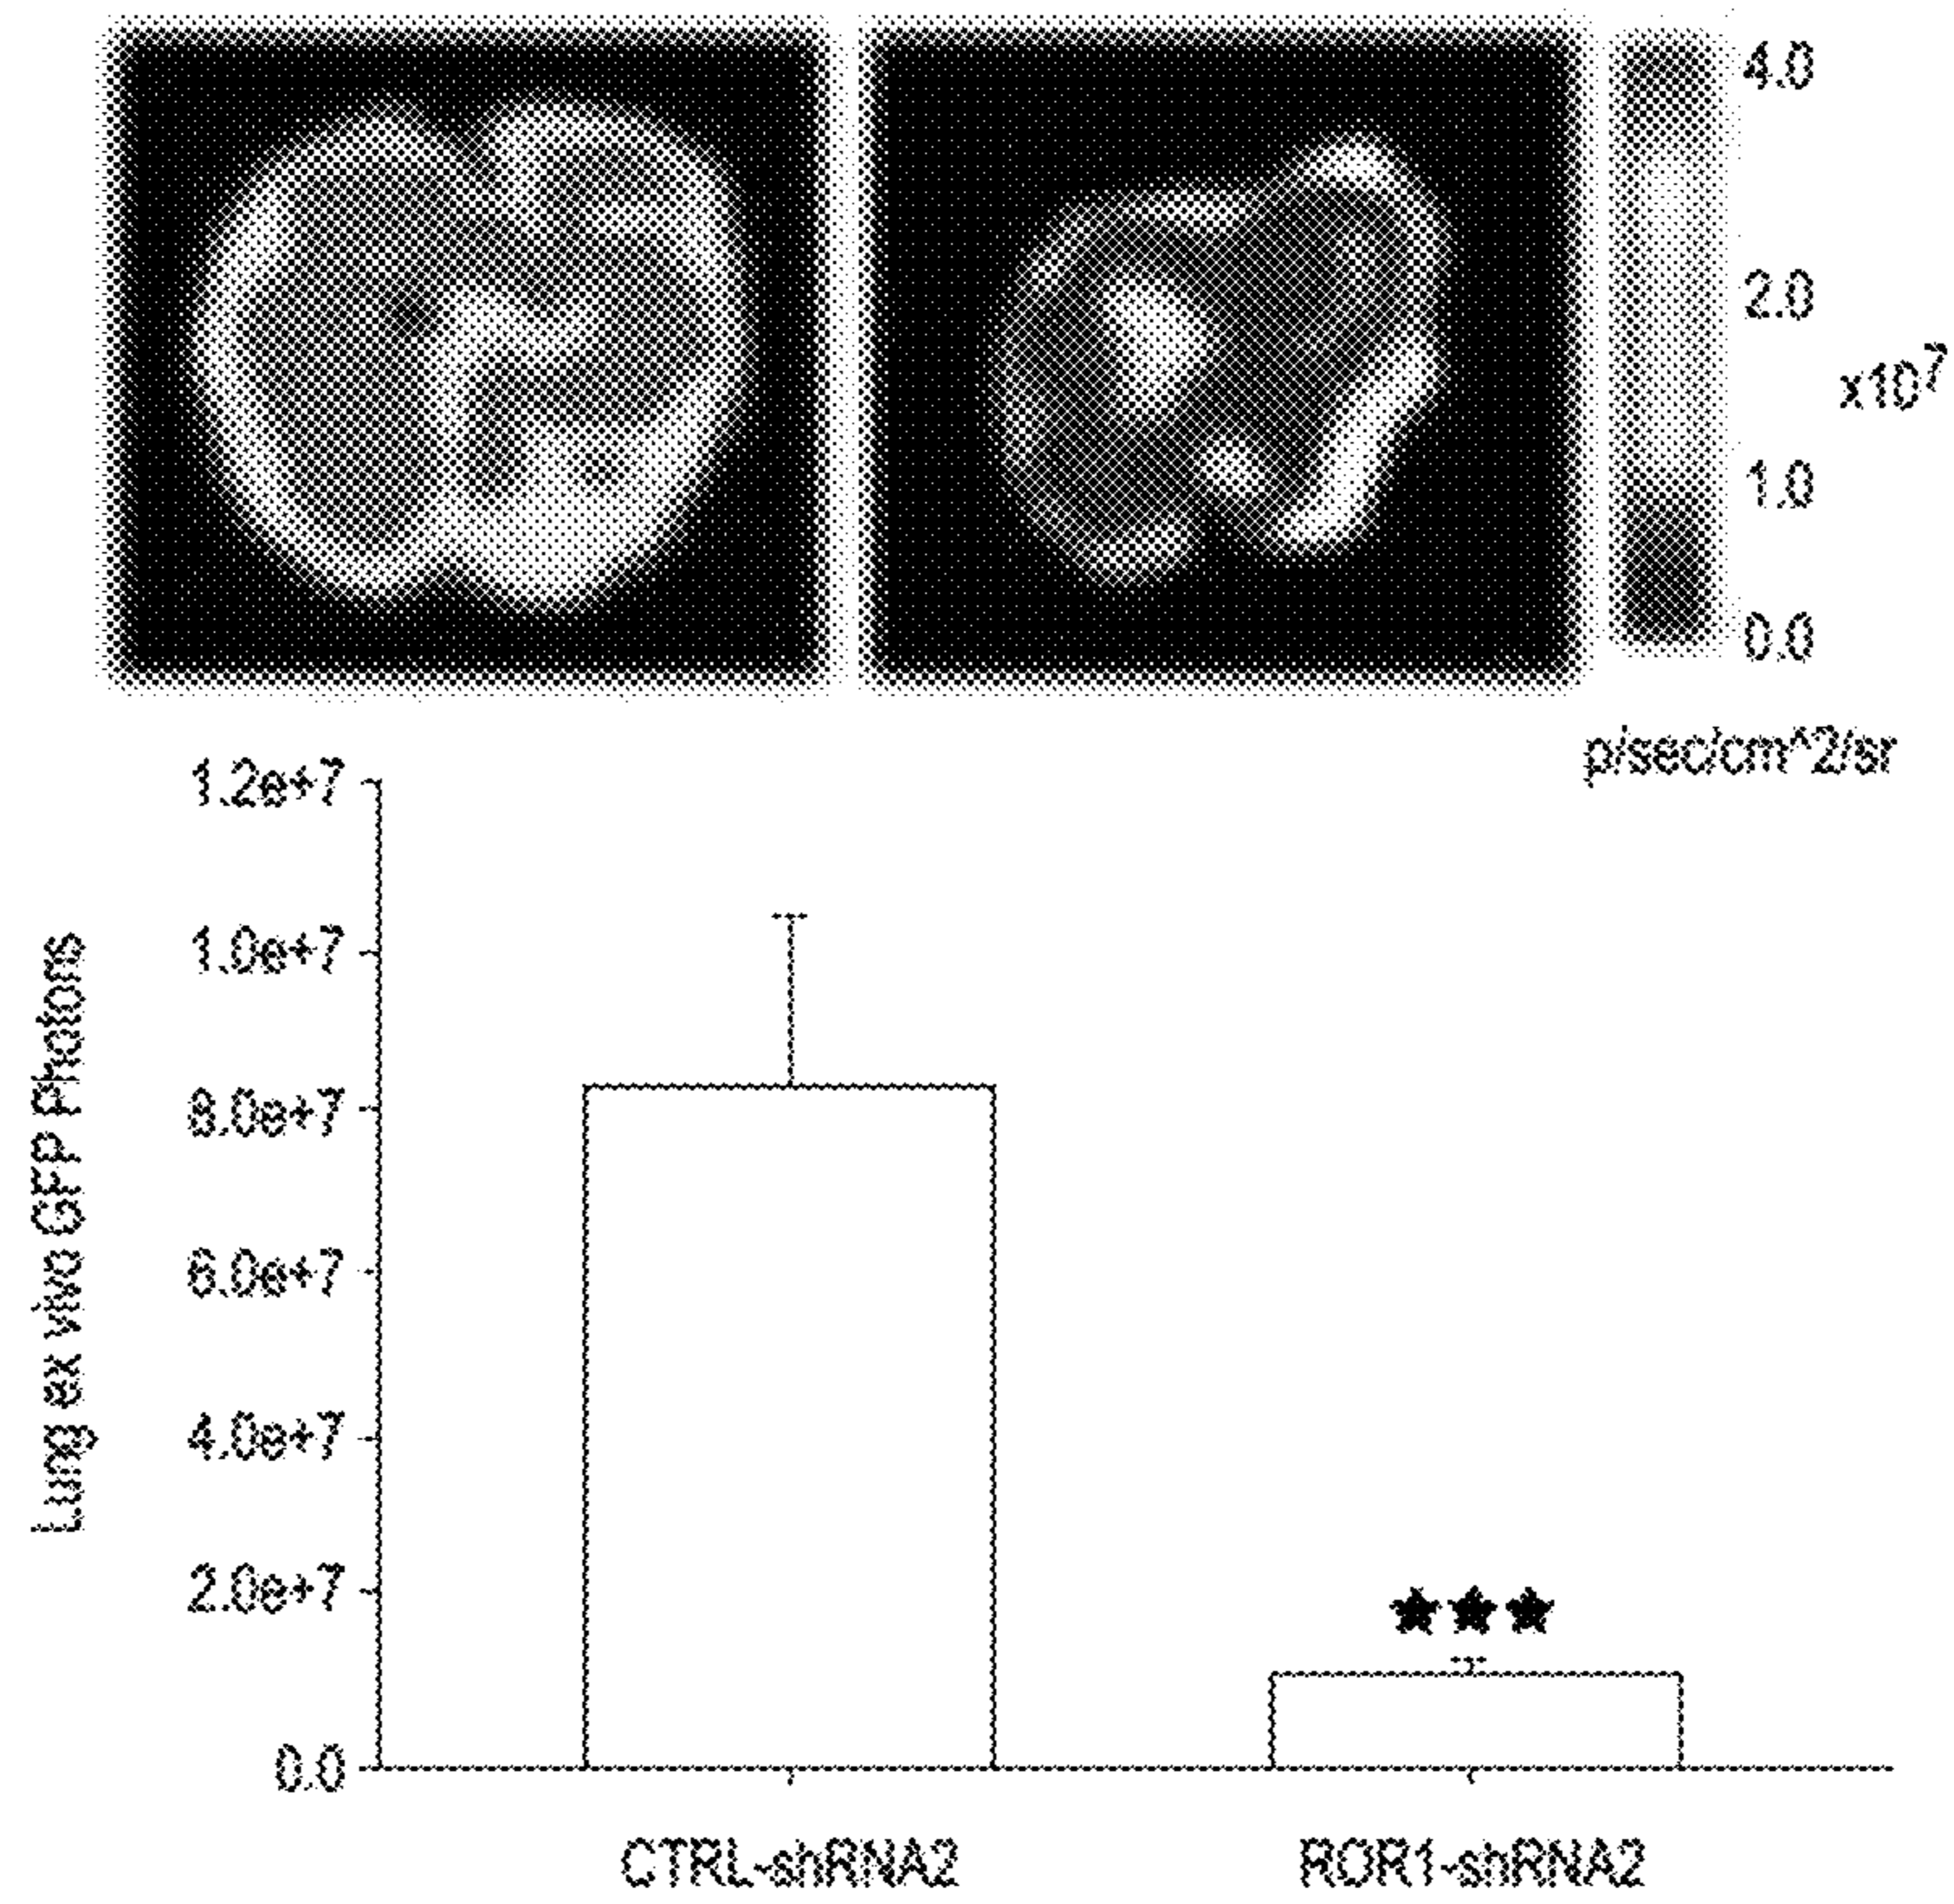 4.0
2.0
x10^7
1.0
0.0
p/sec/cm^2/sr
1.2e+7
1.0e+7
8.0e+7
6.0e+7
4.0e+7
2.0e+7
0.0
Lung ex vivo GFP Photons
★★★
CTRL-shRNA2
ROR1-shRNA2